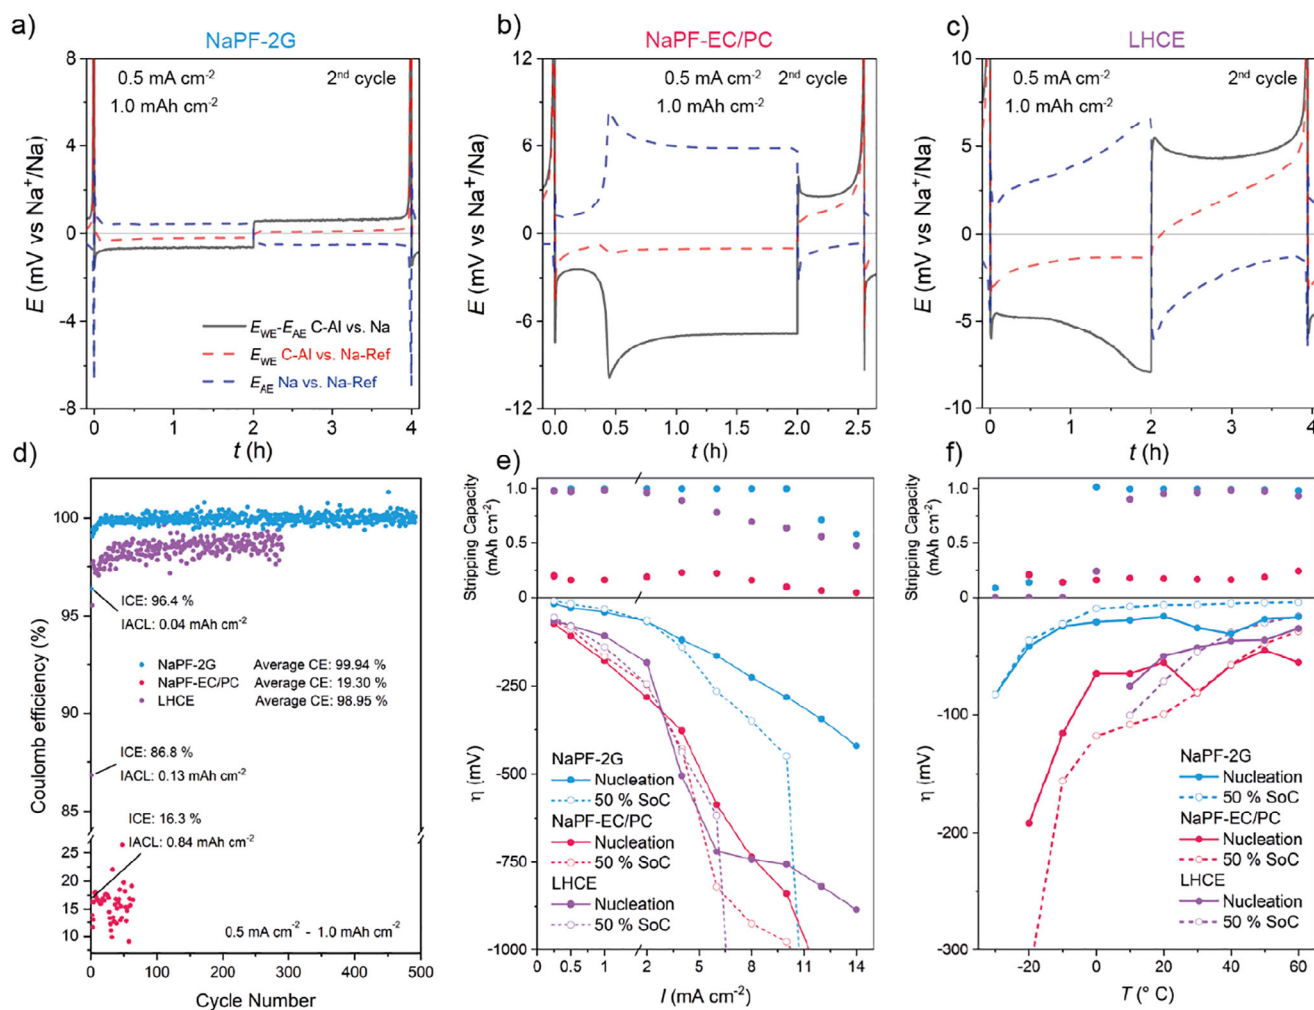 a)
NaPF-2G
0.5 mA cm-2
2nd cycle
1.0 mAh cm-2
8
4
0
-4
-8
E (mV vs Na+/Na)
EWE-EAE C-Al vs. Na
EWE C-Al vs. Na-Ref
EAE Na vs. Na-Ref
0 1 2 3 4
t (h)
b)
NaPF-EC/PC
0.5 mA cm-2
2nd cycle
1.0 mAh cm-2
12
6
0
-6
-12
E (mV vs Na+/Na)
0.0 0.5 1.0 1.5 2.0 2.5
t (h)
c)
LHCE
0.5 mA cm-2
2nd cycle
1.0 mAh cm-2
10
5
0
-5
-10
E (mV vs Na+/Na)
0 1 2 3 4
t (h)
d)
100
95
90
85
25
20
15
10
Coulomb efficiency (%)
ICE: 96.4 %
IACL: 0.04 mAh cm-2
NaPF-2G Average CE: 99.94 %
NaPF-EC/PC Average CE: 19.30 %
LHCE Average CE: 98.95 %
ICE: 86.8 %
IACL: 0.13 mAh cm-2
ICE: 16.3 %
IACL: 0.84 mAh cm-2
0.5 mA cm-2 - 1.0 mAh cm-2
0 100 200 300 400 500
Cycle Number
e)
Stripping Capacity
(mAh cm-2)
1.0
0.5
0
-250
-500
-750
-1000
η (mV)
NaPF-2G
Nucleation
50 % SoC
NaPF-EC/PC
Nucleation
50 % SoC
LHCE
Nucleation
50 % SoC
0 0.5 1 2 5 8 11 14
I (mA cm-2)
f)
Stripping Capacity
(mAh cm-2)
1.0
0.5
0
-100
-200
-300
η (mV)
NaPF-2G
Nucleation
50 % SoC
NaPF-EC/PC
Nucleation
50 % SoC
LHCE
Nucleation
50 % SoC
-20 0 20 40 60
T (° C)